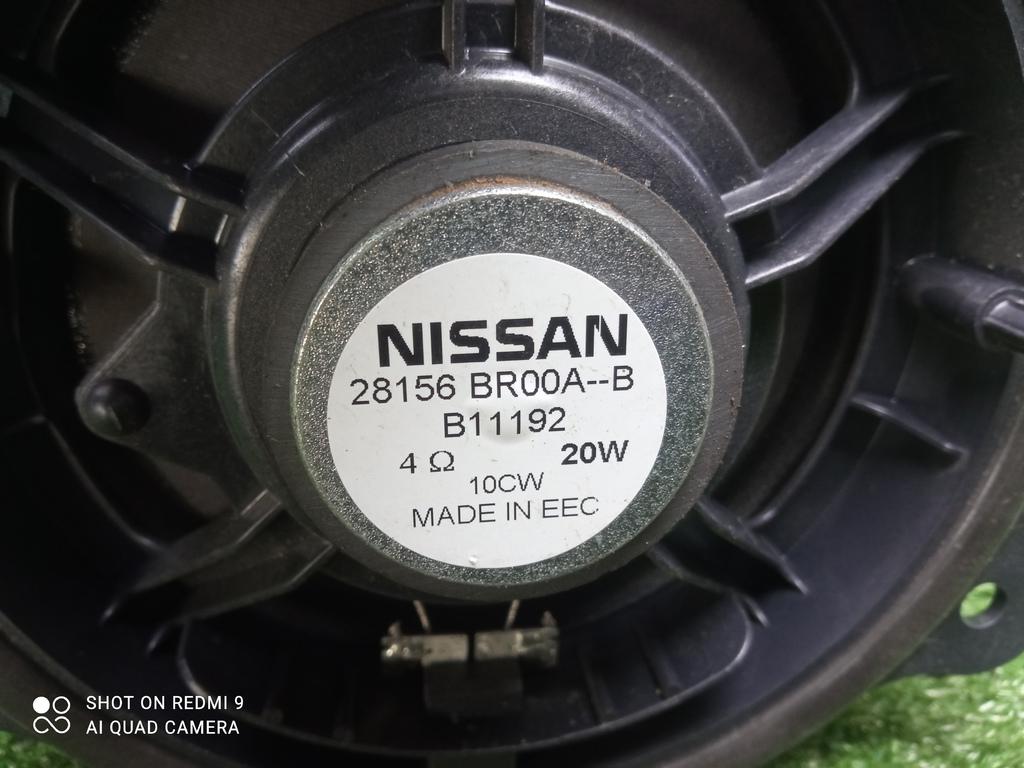 NISSAN
28156 BR00A--B
B11192
4 Ω 20W
10CW
MADE IN EEC
SHOT ON REDMI 9
AI QUAD CAMERA